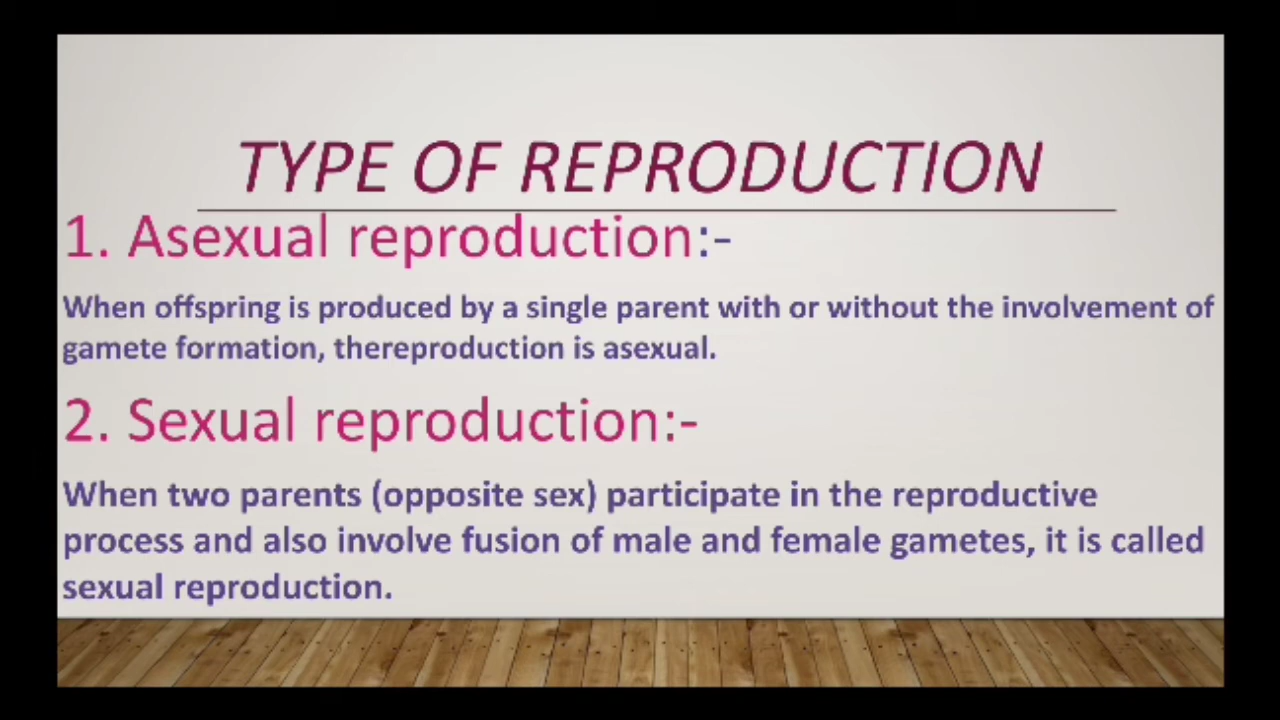 TYPE OF REPRODUCTION
1. Asexual reproduction:-
When offspring is produced by a single parent with or without the involvement of
gamete formation, thereproduction is asexual.
2. Sexual reproduction:-
When two parents (opposite sex) participate in the reproductive
process and also involve fusion of male and female gametes, it is called
sexual reproduction.